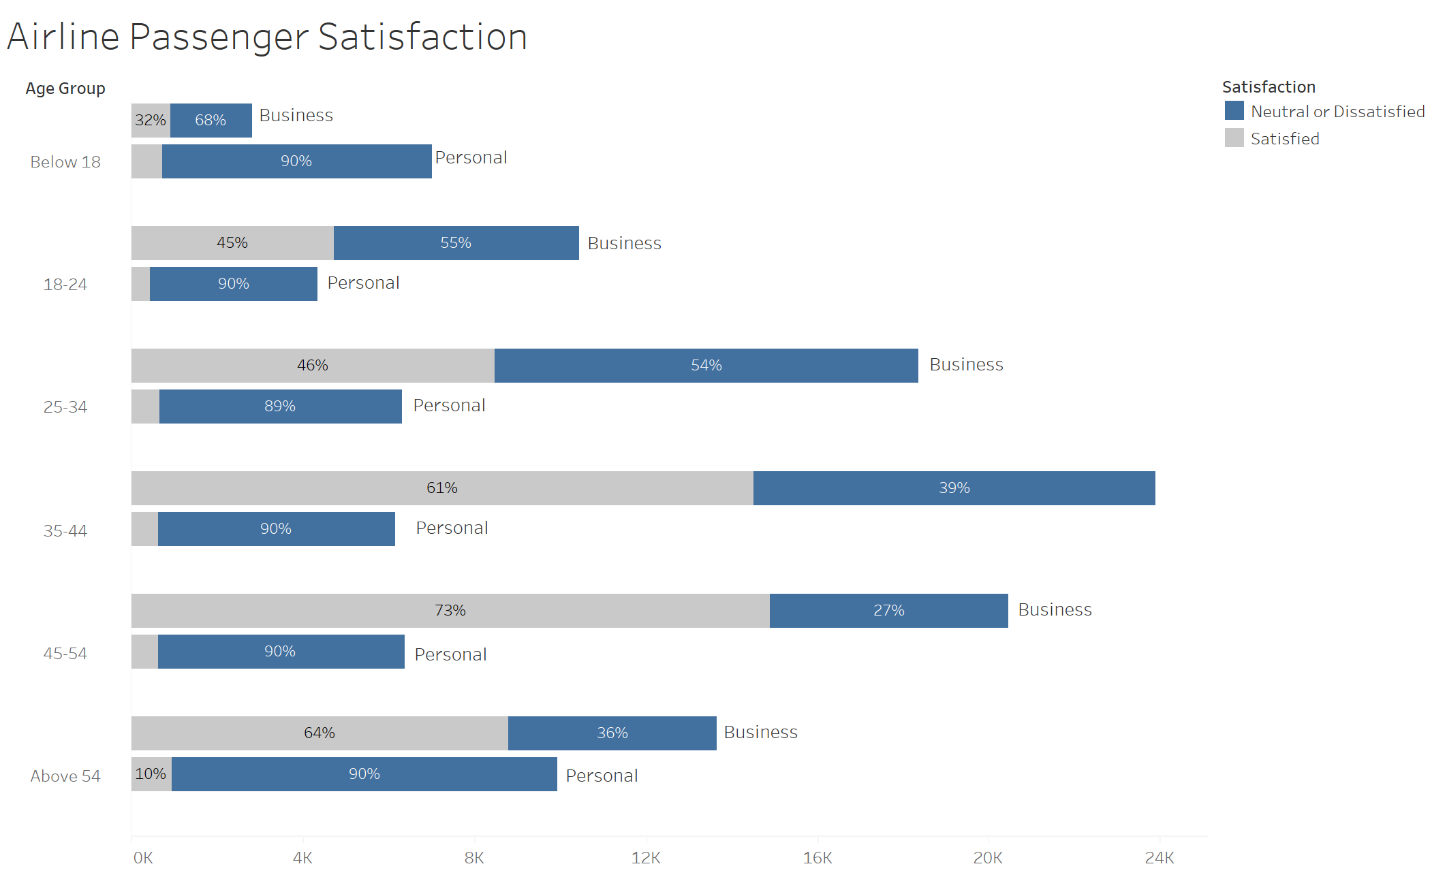 Airline Passenger Satisfaction
Age Group
Satisfaction
Neutral or Dissatisfied
Satisfied
32% 68% Business
Below 18
90% Personal
45% 55% Business
18-24
90% Personal
46% 54% Business
25-34
89% Personal
61% 39%
35-44
90% Personal
73% 27% Business
45-54
90% Personal
64% 36% Business
Above 54
10% 90% Personal
0K 4K 8K 12K 16K 20K 24K